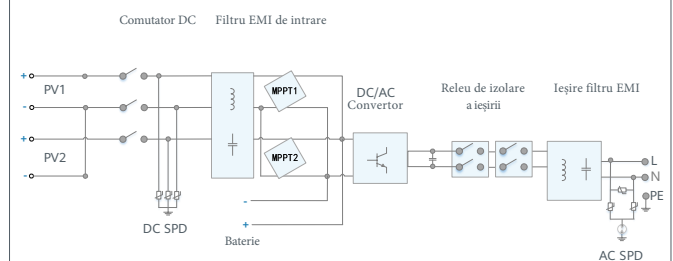 Comutator DC
Filtru EMI de intrare
+
PV1
-
+
PV2
-
MPPT1
MPPT2
DC/AC
Convertor
Releu de izolare
a ieșirii
Ieșire filtru EMI
L
N
PE
DC SPD
-
+
Baterie
AC SPD